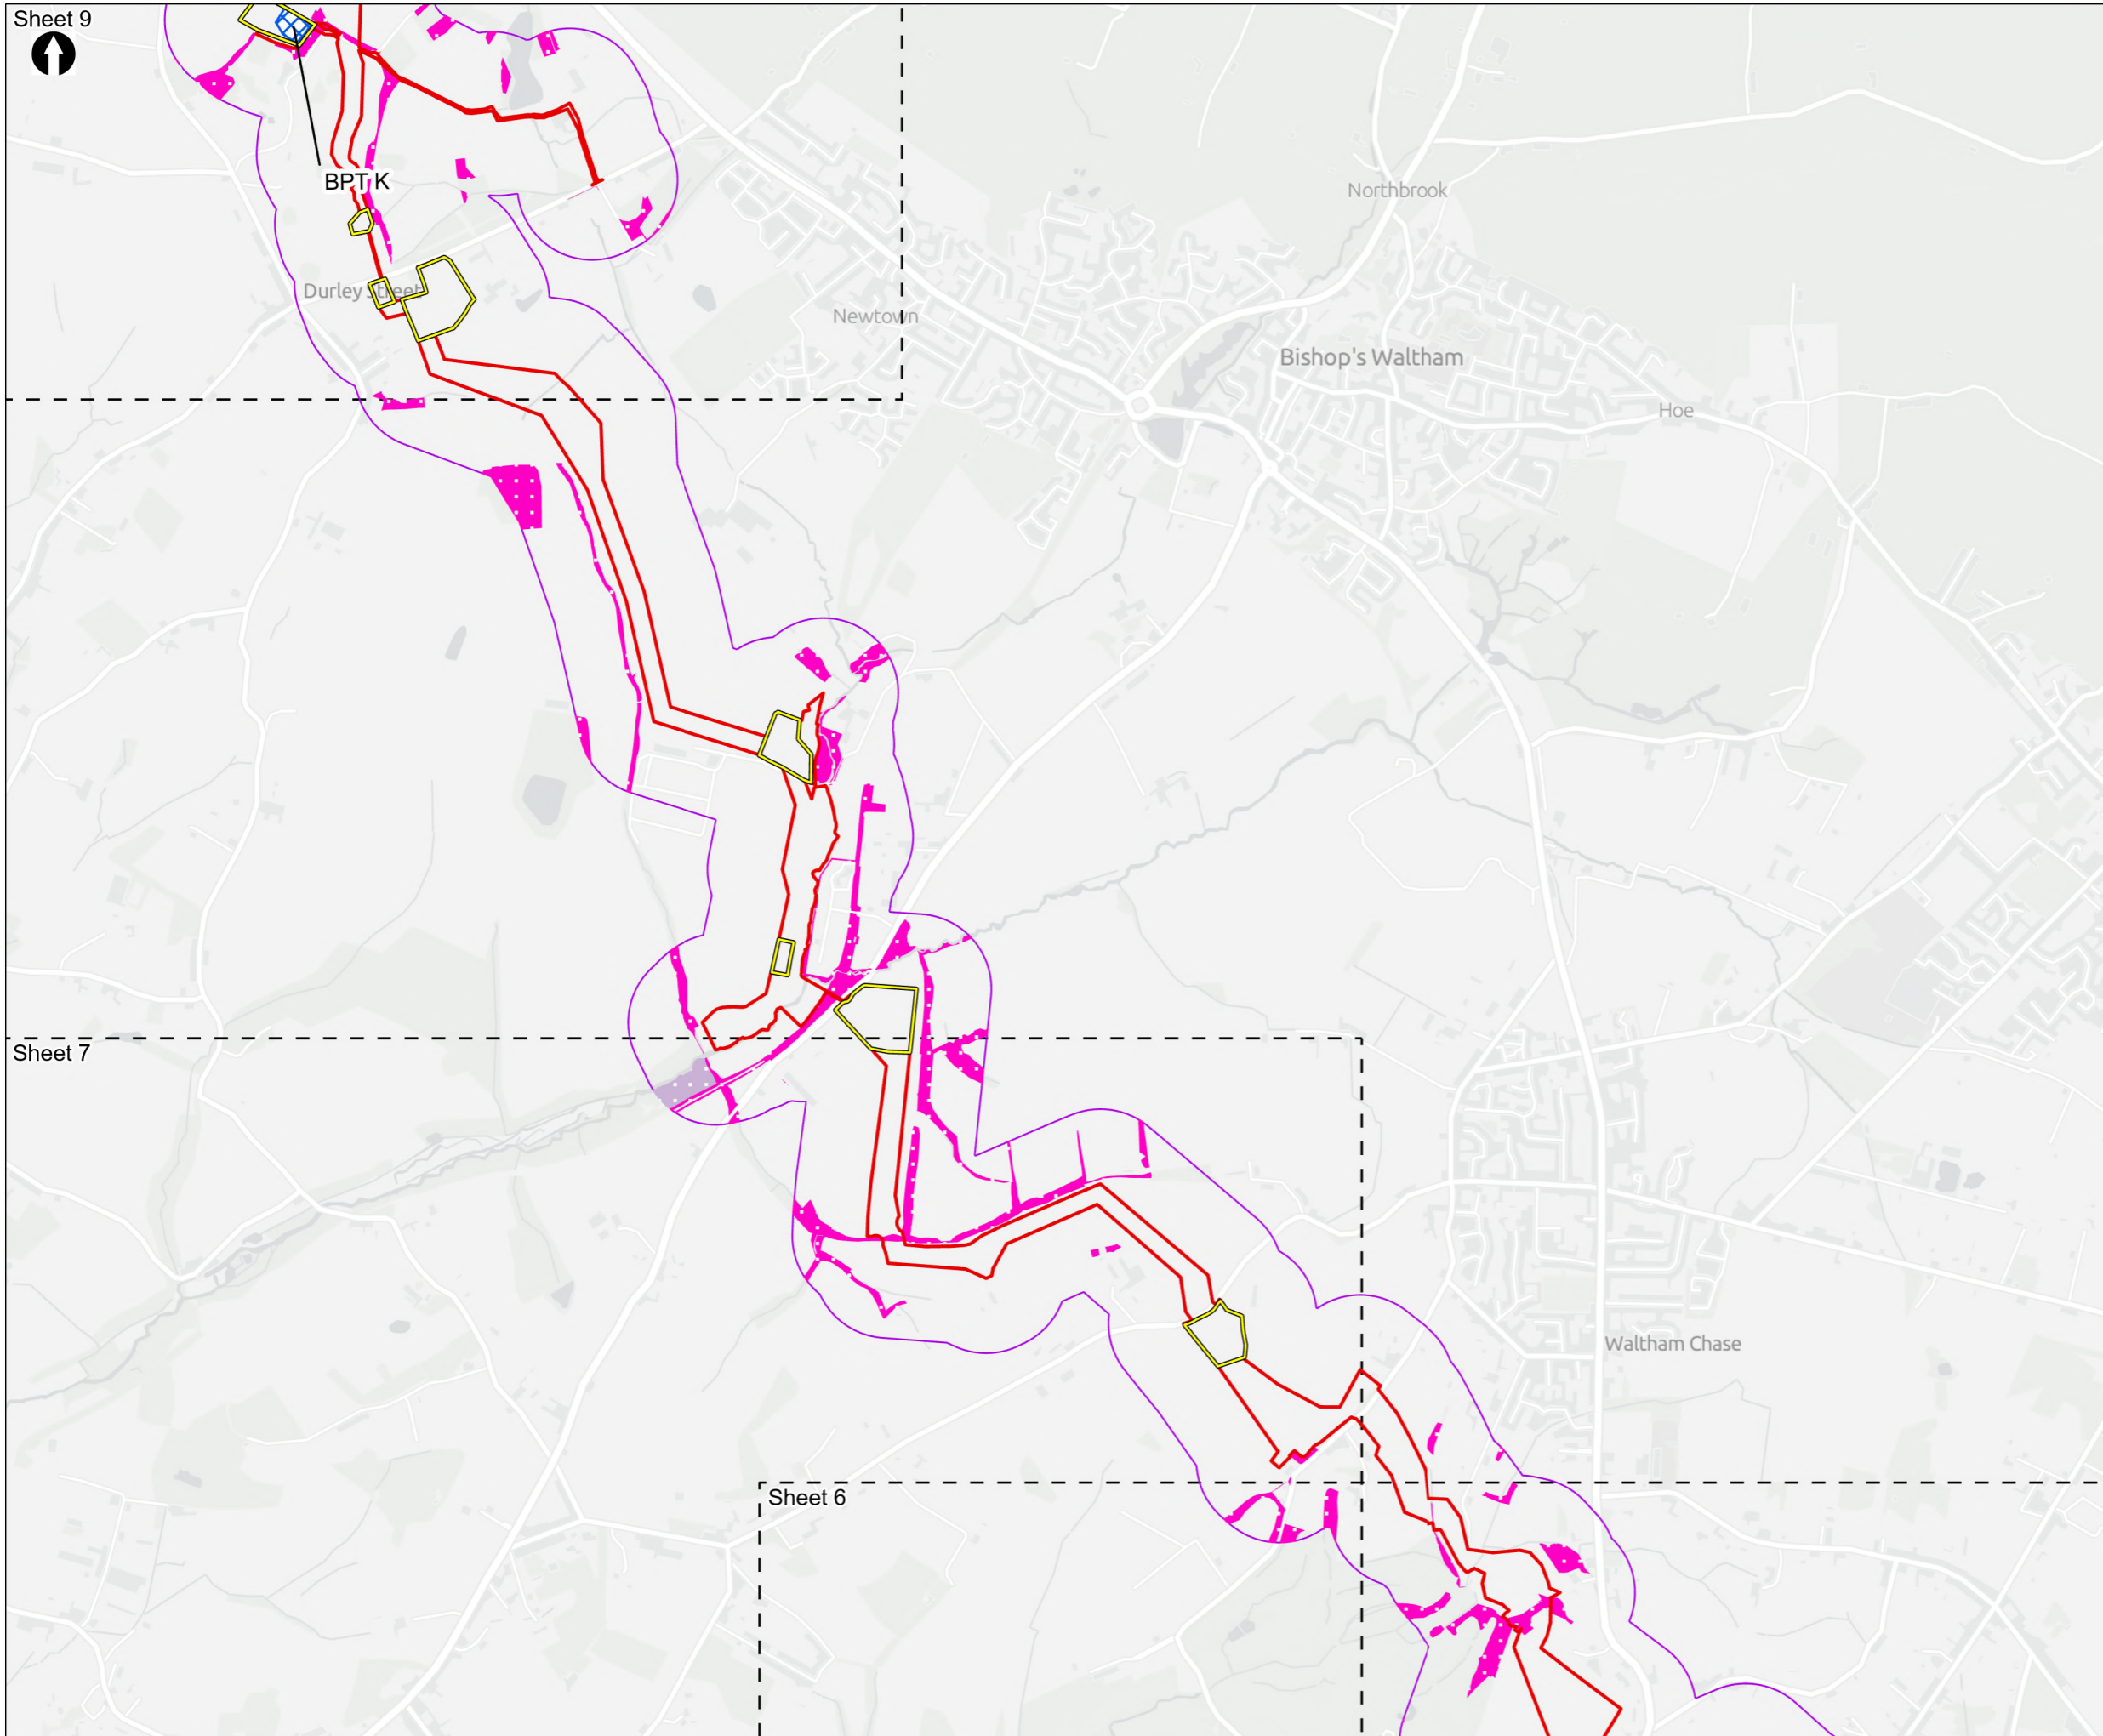 Sheet 9
BPT K
Northbrook
Durley Street
Newtown
Bishop's Waltham
Hoe
Sheet 7
Waltham Chase
Sheet 6